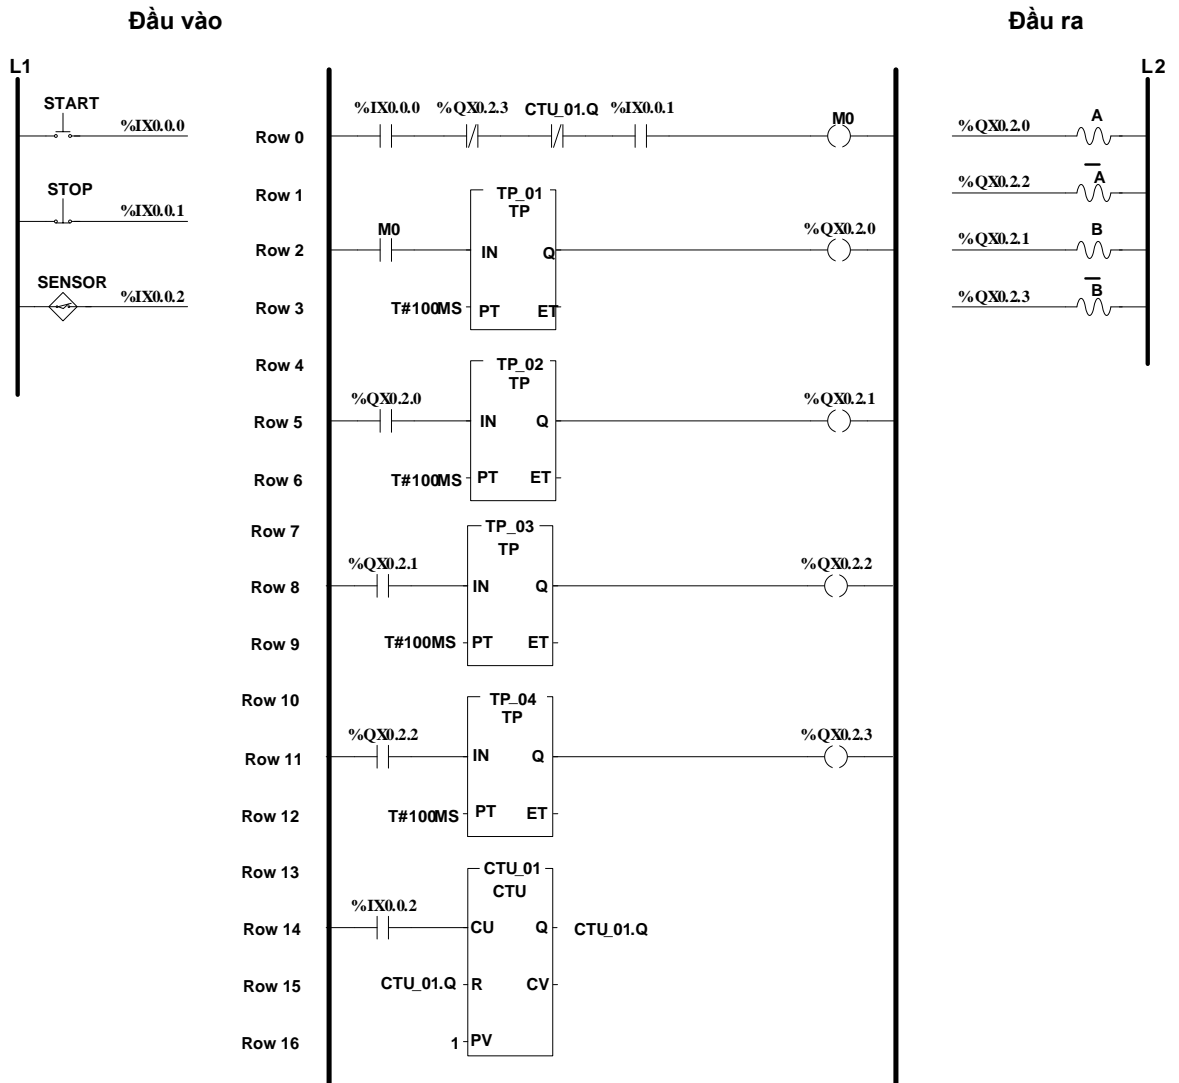 Đầu vào
Đầu ra
L1
L2
START
%IX0.0.0
STOP
%IX0.0.1
SENSOR
%IX0.0.2
%IX0.0.0 %QX0.2.3 CTU_01.Q %IX0.0.1 M0
Row 0
Row 1
TP_01
TP
M0
%QX0.2.0
Row 2
IN Q
Row 3
T#100MS PT ET
Row 4
TP_02
TP
%QX0.2.0
%QX0.2.1
Row 5
IN Q
Row 6
T#100MS PT ET
Row 7
TP_03
TP
%QX0.2.1
%QX0.2.2
Row 8
IN Q
Row 9
T#100MS PT ET
Row 10
TP_04
TP
%QX0.2.2
%QX0.2.3
Row 11
IN Q
Row 12
T#100MS PT ET
Row 13
CTU_01
CTU
%IX0.0.2
Row 14
CU Q CTU_01.Q
Row 15
CTU_01.Q R CV
Row 16
1 PV
%QX0.2.0 A
%QX0.2.2 A̅
%QX0.2.1 B
%QX0.2.3 B̅